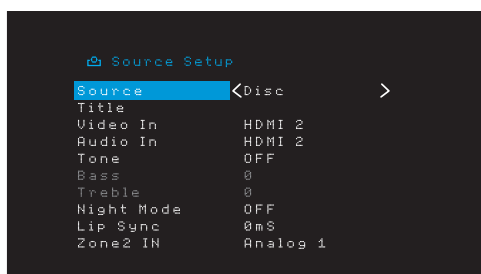 Source Setup
Source <Disc >
Title
Video In HDMI 2
Audio In HDMI 2
Tone OFF
Bass 0
Treble 0
Night Mode OFF
Lip Sync 0mS
Zone2 IN Analog 1